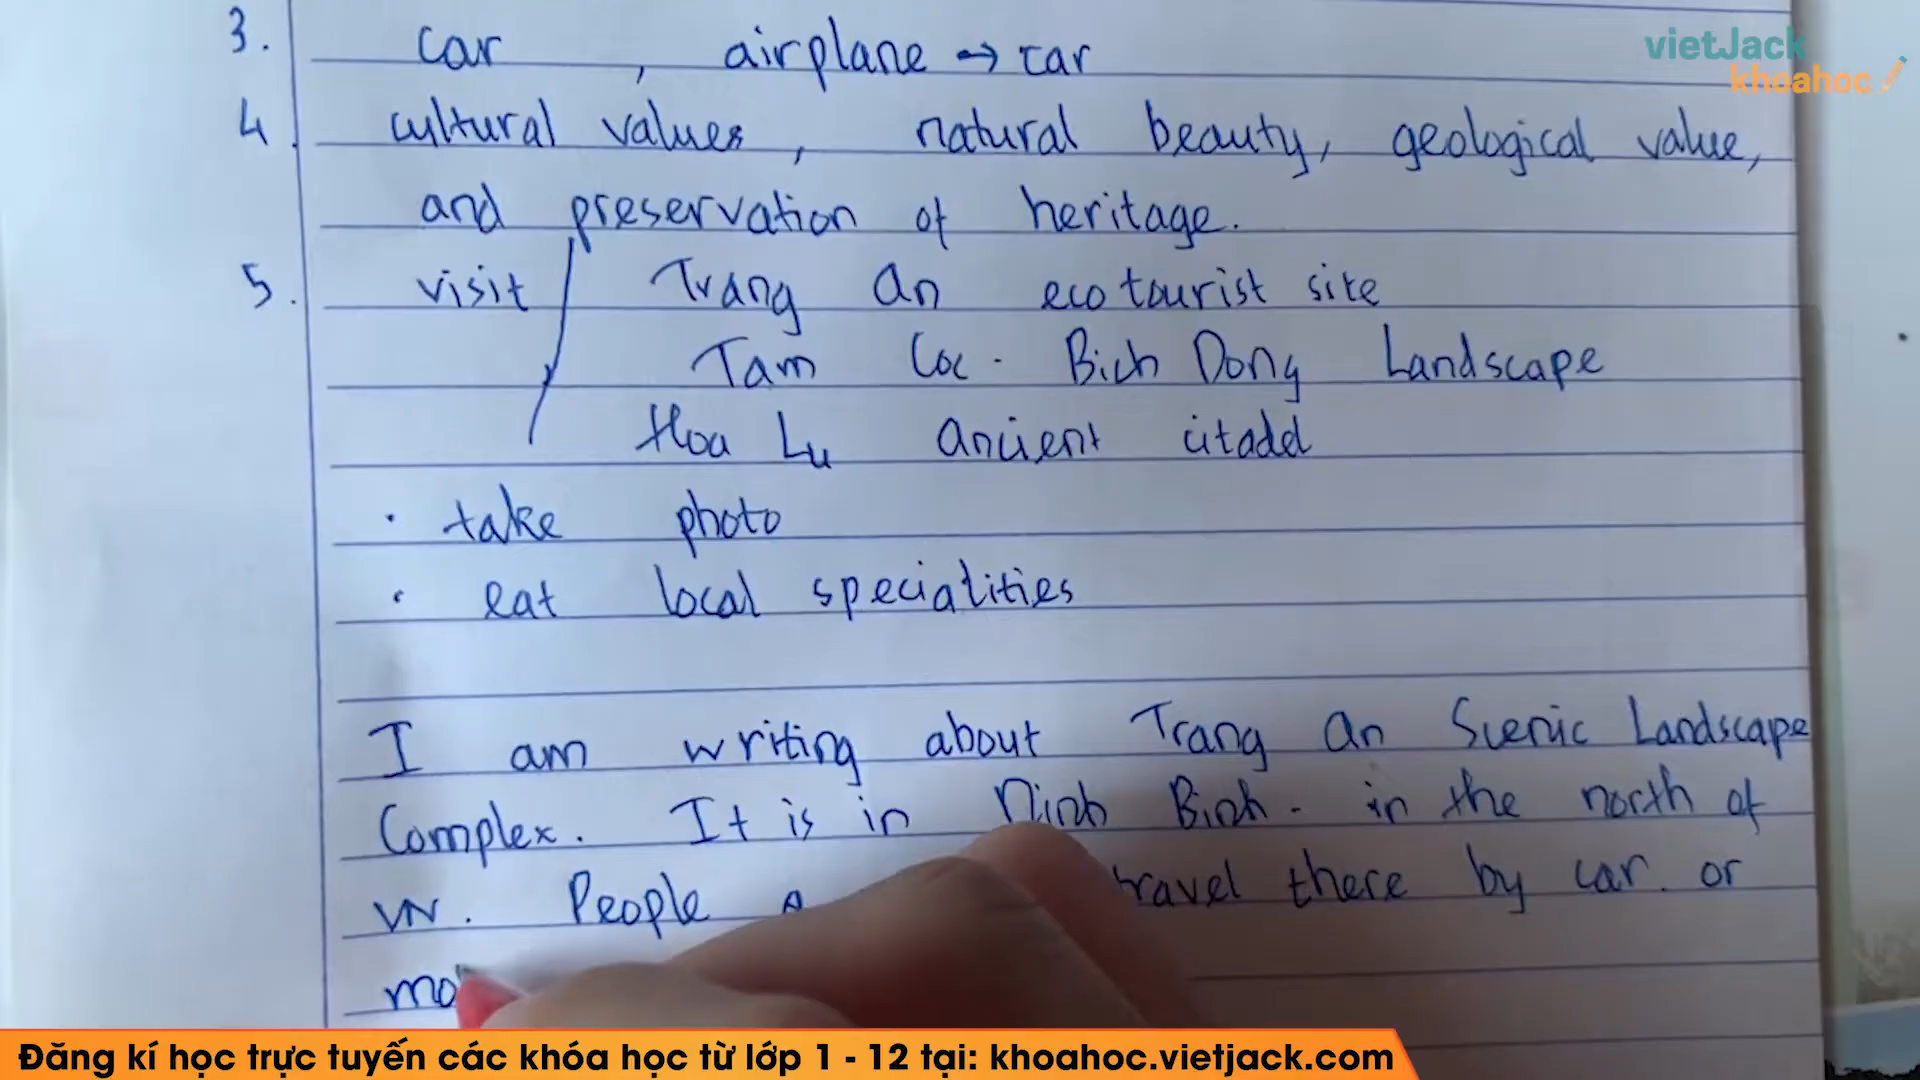 vietJack
khoahoc
3. car , airplane → car
4. cultural values, natural beauty, geological value,
and preservation of heritage.
5. visit Trang An ecotourist site
Tam Coc - Bich Dong Landscape
Hoa Lu Ancient citadel
• take photo
• eat local specialities
I am writing about Trang An Scenic Landscape
Complex. It is in Ninh Binh - in the north of
VN. People travel there by car. or
Đăng kí học trực tuyến các khóa học từ lớp 1 - 12 tại: khoahoc.vietjack.com